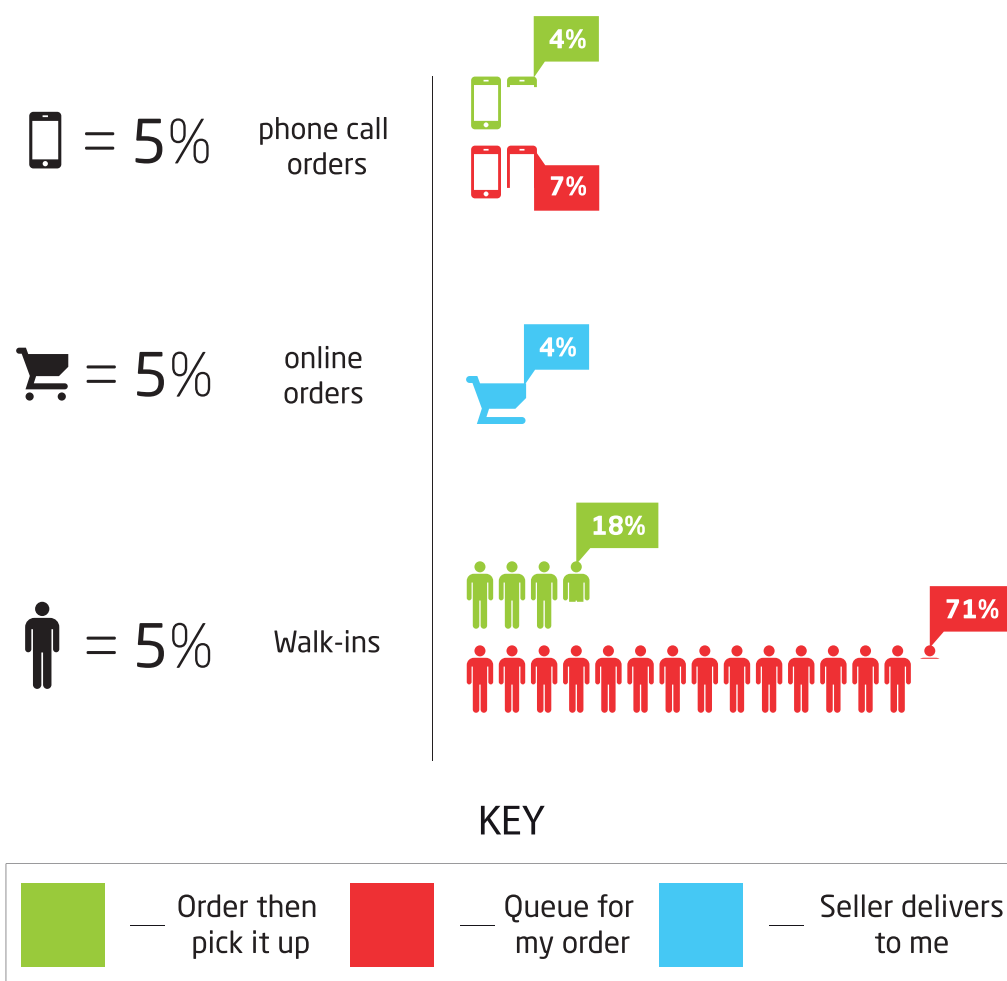 4%
= 5%
phone call
orders
7%
4%
= 5%
online
orders
18%
71%
= 5%
Walk-ins
KEY
Order then
pick it up
Queue for
my order
Seller delivers
to me